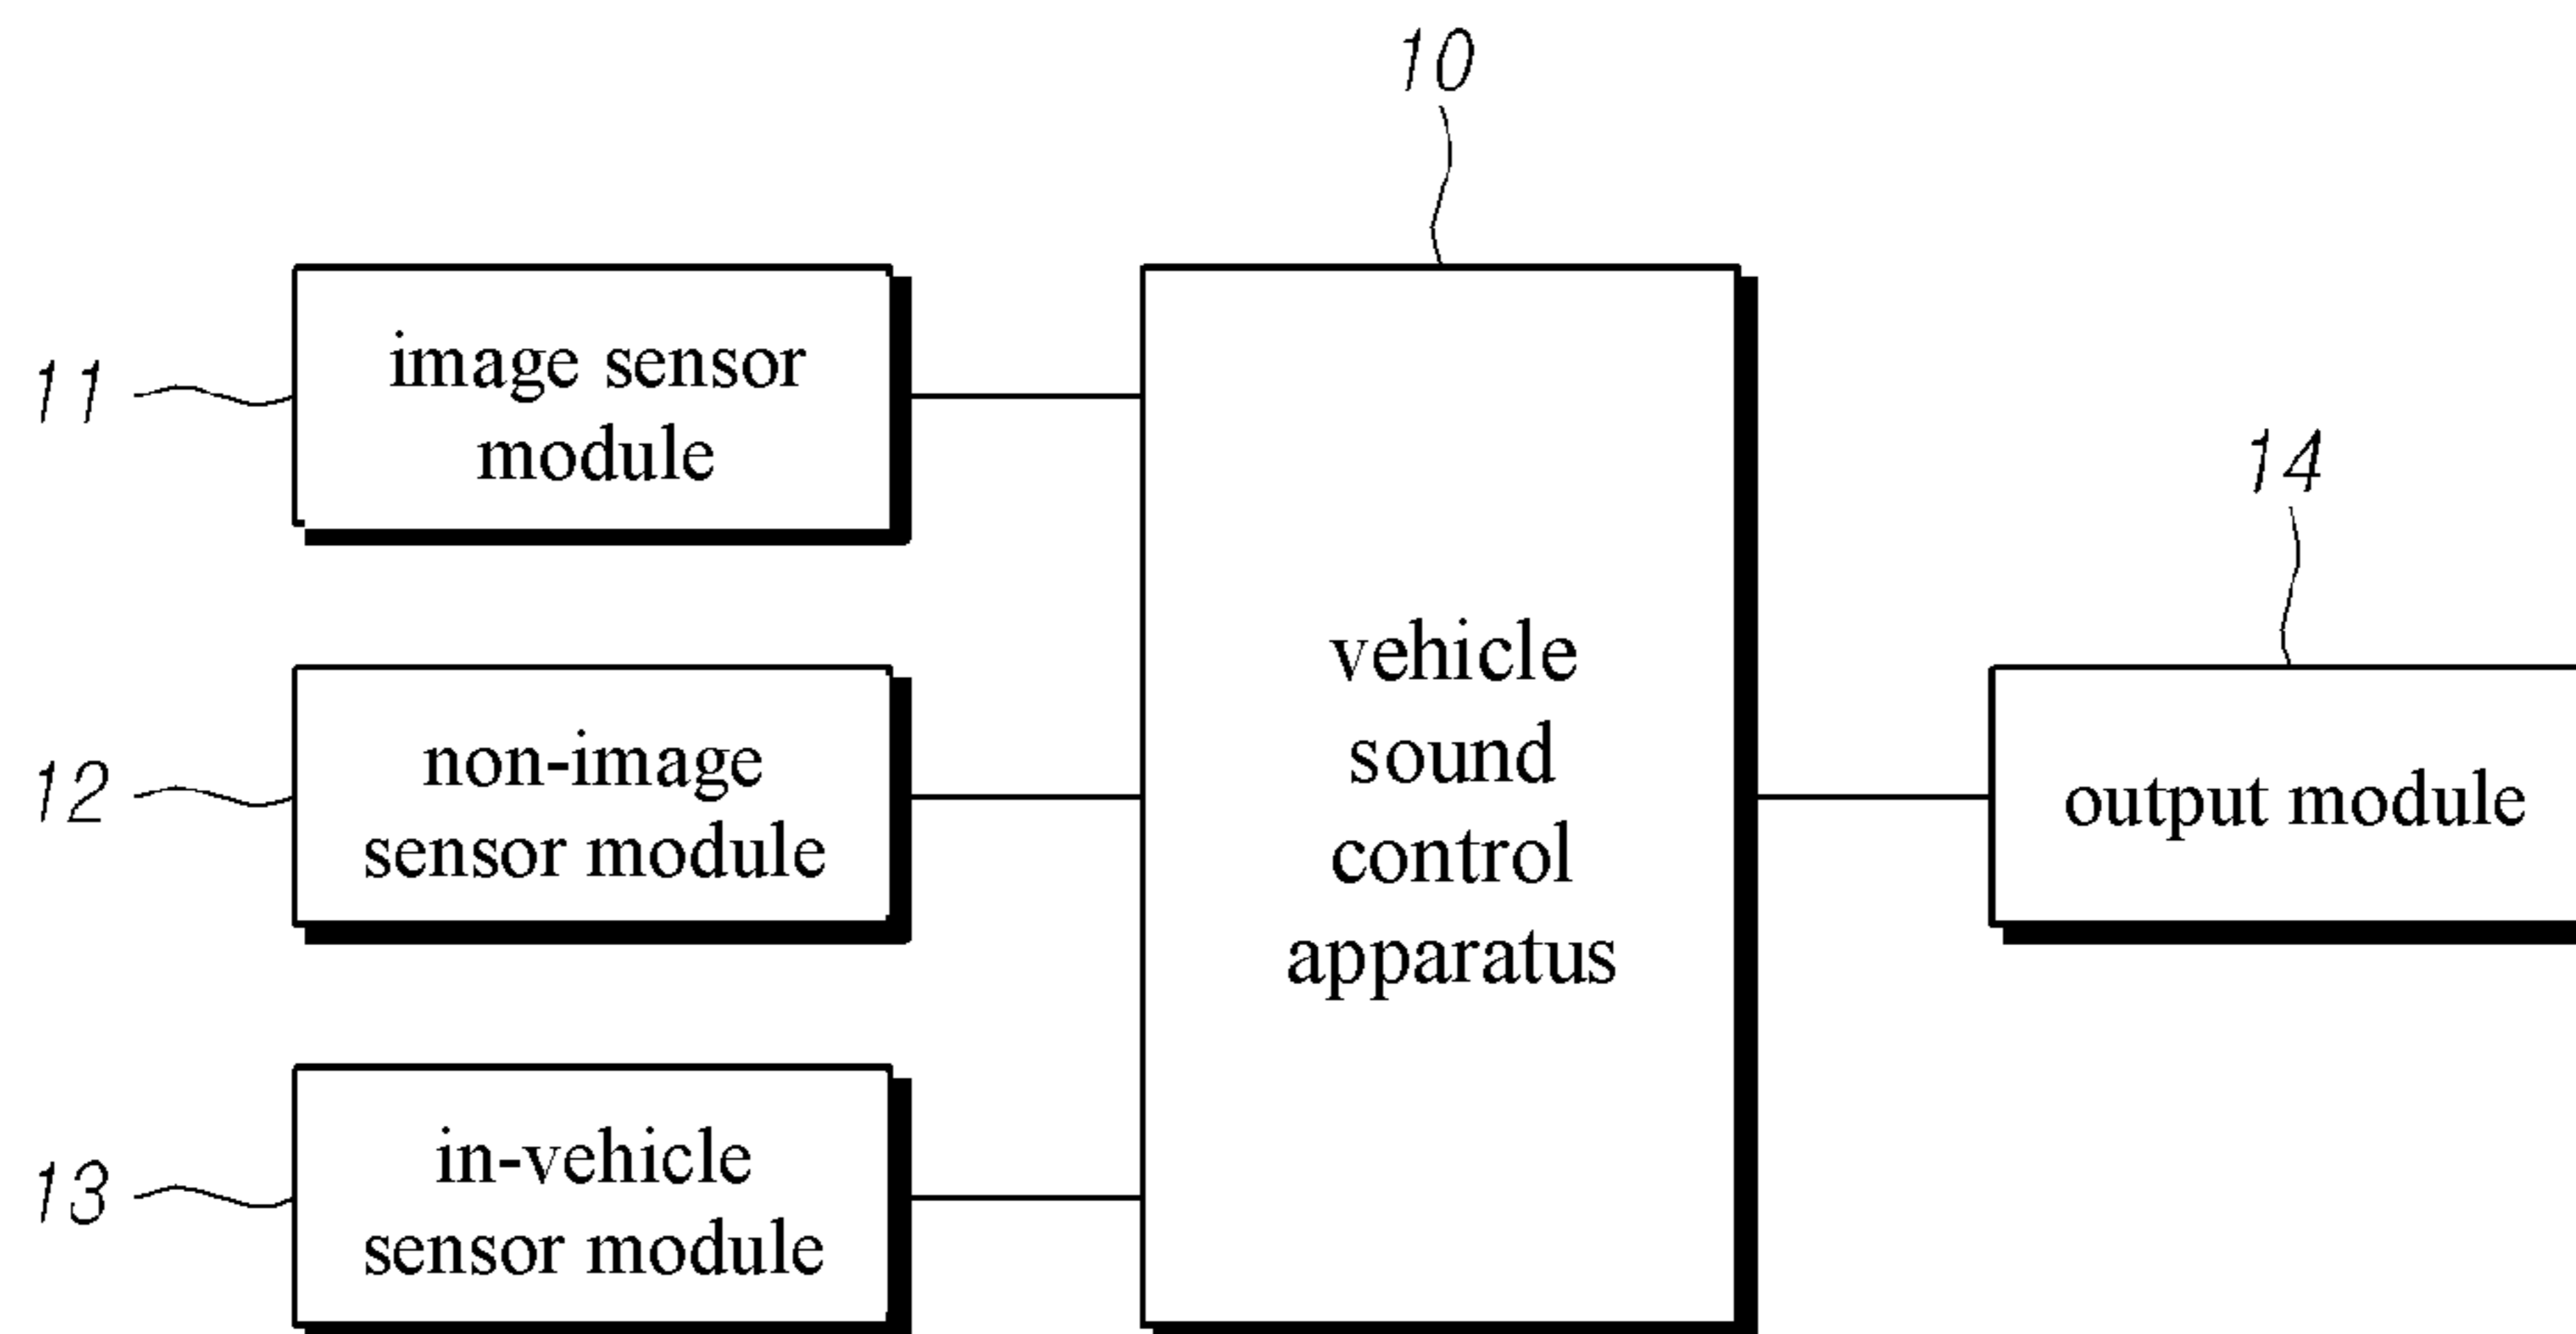 10
11
image sensor
module
12
non-image
sensor module
13
in-vehicle
sensor module
vehicle
sound
control
apparatus
14
output module